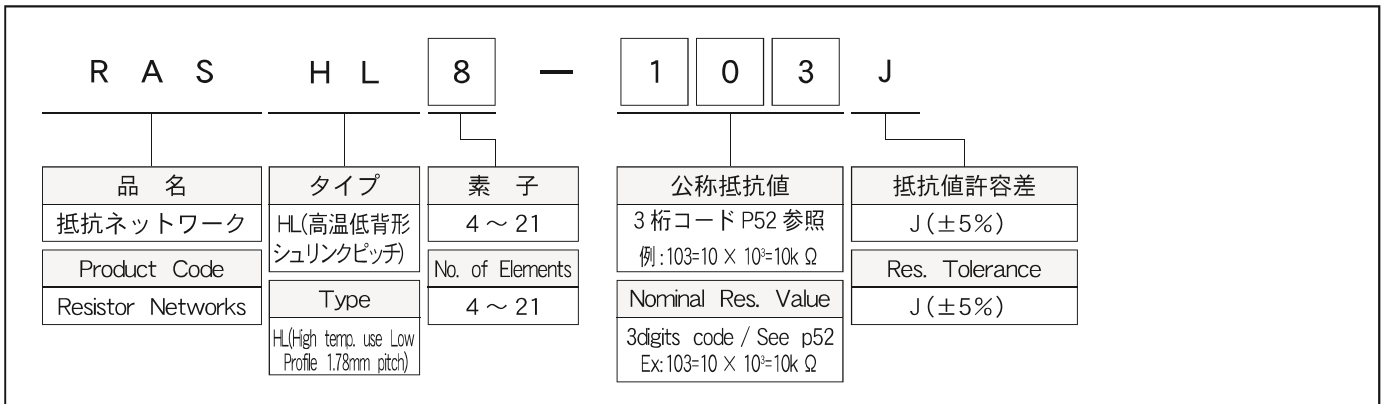 R A S H L 8 — 1 0 3 J
品 名
抵抗ネットワーク
Product Code
Resistor Networks
タイプ
HL(高温低背形
シュリンクピッチ)
Type
HL(High temp. use Low
Profile 1.78mm pitch)
素 子
4～21
No. of Elements
4～21
公称抵抗値
3桁コード P52 参照
例:103=10 × 10³=10k Ω
Nominal Res. Value
3digits code / See p52
Ex:103=10 × 10³=10k Ω
抵抗値許容差
J(±5%)
Res. Tolerance
J(±5%)